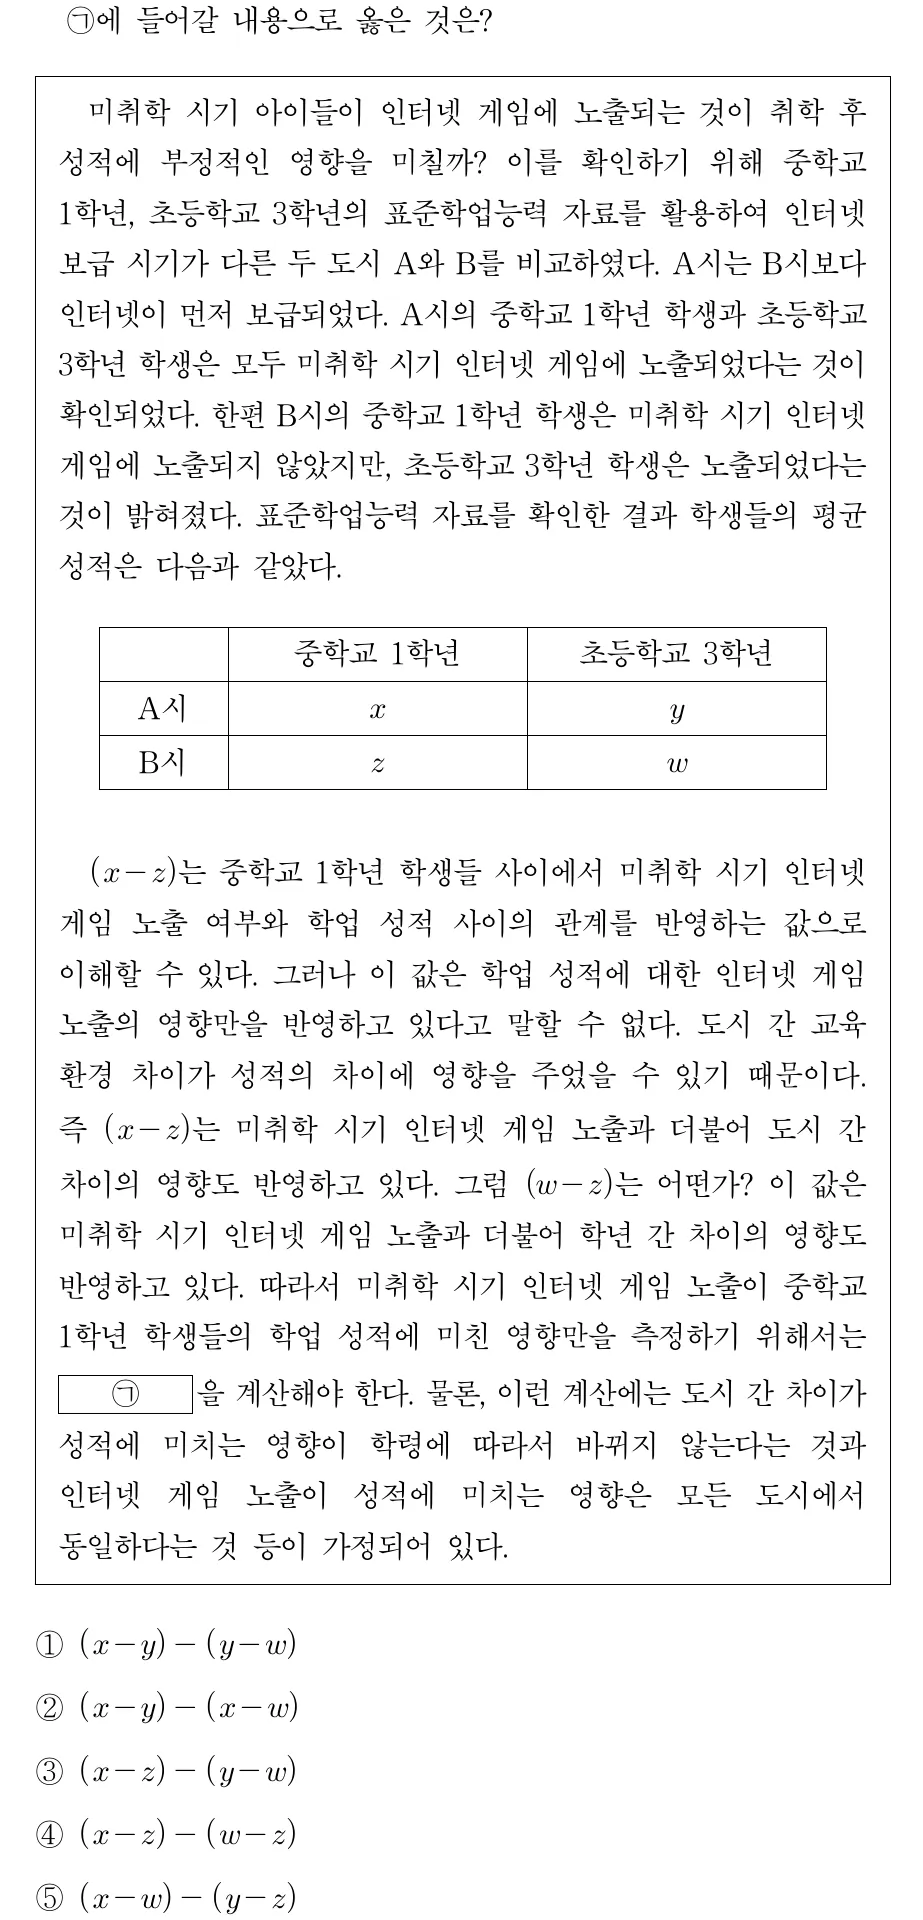 ㉠에 들어갈 내용으로 옳은 것은?
미취학 시기 아이들이 인터넷 게임에 노출되는 것이 취학 후
성적에 부정적인 영향을 미칠까? 이를 확인하기 위해 중학교
1학년, 초등학교 3학년의 표준학업능력 자료를 활용하여 인터넷
보급 시기가 다른 두 도시 A와 B를 비교하였다. A시는 B시보다
인터넷이 먼저 보급되었다. A시의 중학교 1학년 학생과 초등학교
3학년 학생은 모두 미취학 시기 인터넷 게임에 노출되었다는 것이
확인되었다. 한편 B시의 중학교 1학년 학생은 미취학 시기 인터넷
게임에 노출되지 않았지만, 초등학교 3학년 학생은 노출되었다는
것이 밝혀졌다. 표준학업능력 자료를 확인한 결과 학생들의 평균
성적은 다음과 같았다.
중학교 1학년 초등학교 3학년
A시 x y
B시 z w
(x-z)는 중학교 1학년 학생들 사이에서 미취학 시기 인터넷
게임 노출 여부와 학업 성적 사이의 관계를 반영하는 값으로
이해할 수 있다. 그러나 이 값은 학업 성적에 대한 인터넷 게임
노출의 영향만을 반영하고 있다고 말할 수 없다. 도시 간 교육
환경 차이가 성적의 차이에 영향을 주었을 수 있기 때문이다.
즉 (x-z)는 미취학 시기 인터넷 게임 노출과 더불어 도시 간
차이의 영향도 반영하고 있다. 그럼 (w-z)는 어떤가? 이 값은
미취학 시기 인터넷 게임 노출과 더불어 학년 간 차이의 영향도
반영하고 있다. 따라서 미취학 시기 인터넷 게임 노출이 중학교
1학년 학생들의 학업 성적에 미친 영향만을 측정하기 위해서는
㉠ 을 계산해야 한다. 물론, 이런 계산에는 도시 간 차이가
성적에 미치는 영향이 학령에 따라서 바뀌지 않는다는 것과
인터넷 게임 노출이 성적에 미치는 영향은 모든 도시에서
동일하다는 것 등이 가정되어 있다.
① (x-y)-(y-w)
② (x-y)-(x-w)
③ (x-z)-(y-w)
④ (x-z)-(w-z)
⑤ (x-w)-(y-z)